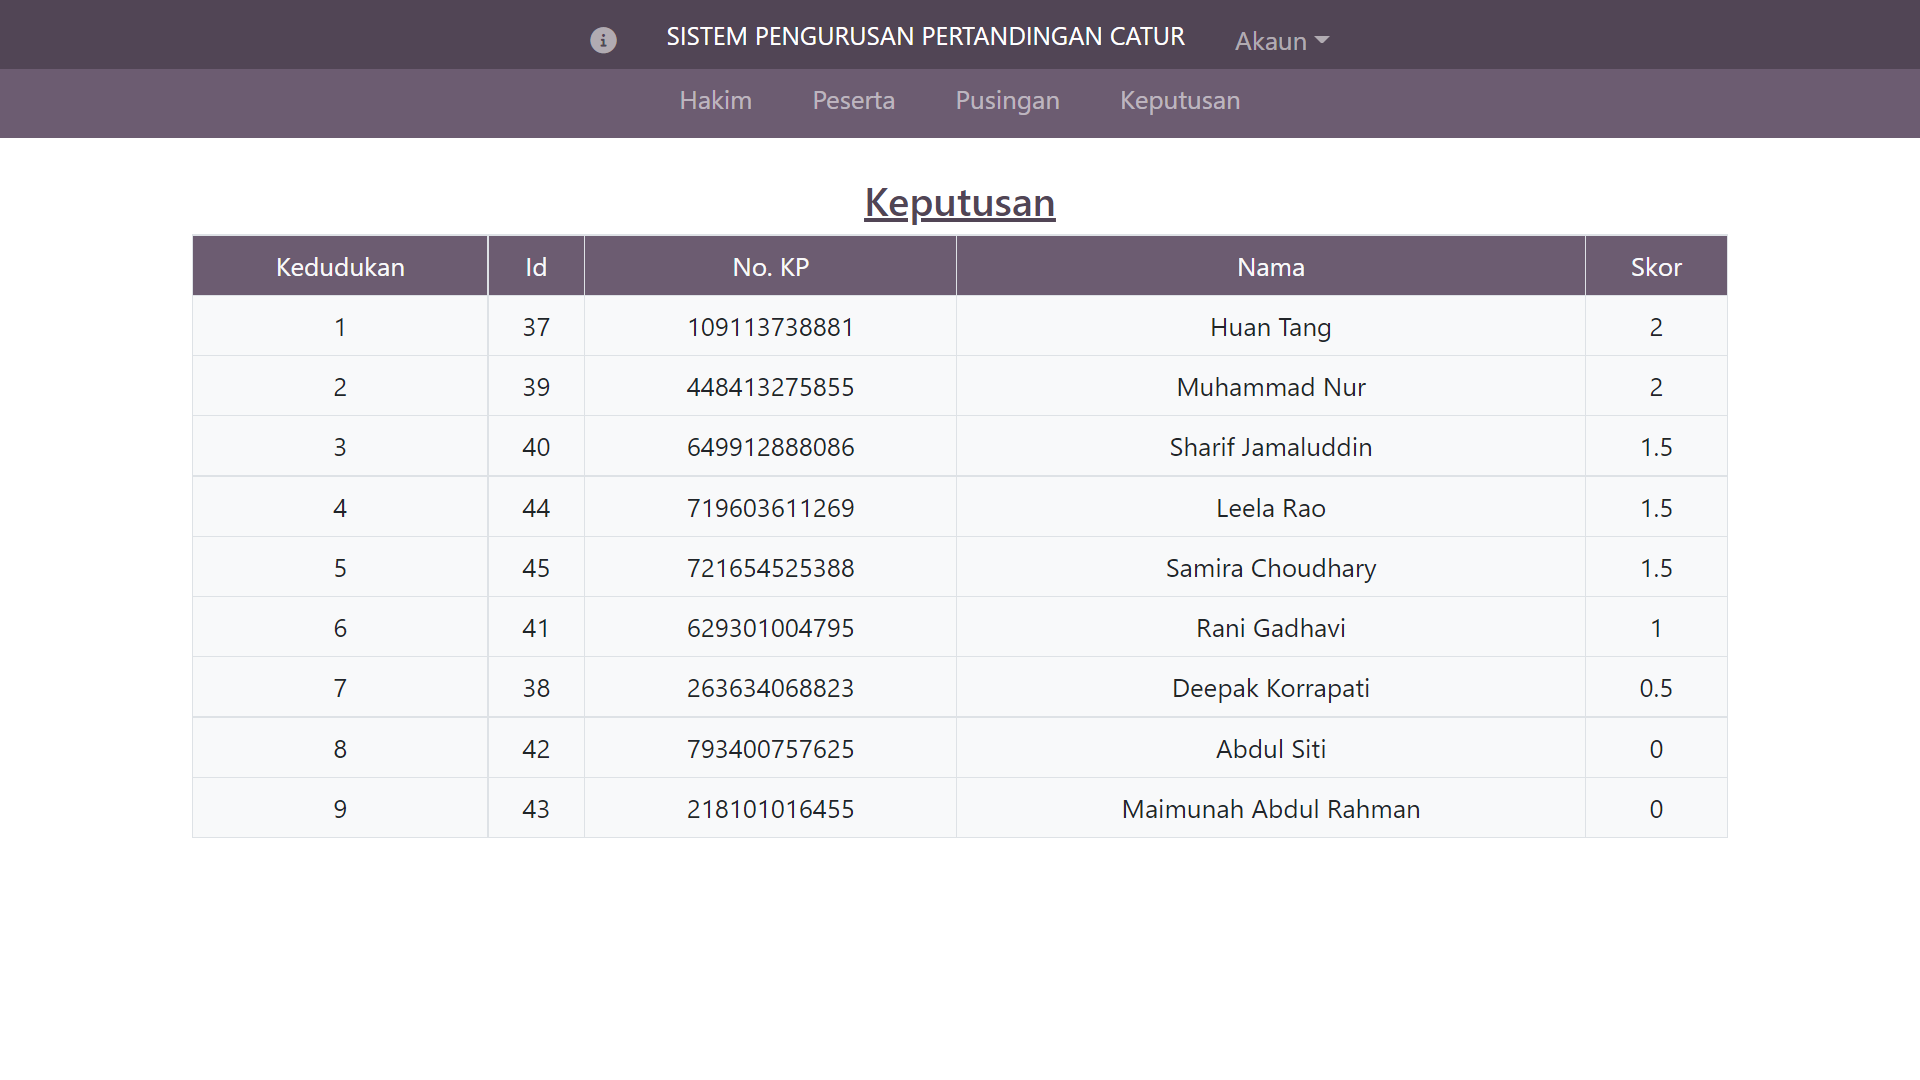 SISTEM PENGURUSAN PERTANDINGAN CATUR Akaun
Hakim Peserta Pusingan Keputusan
Keputusan
Kedudukan Id No. KP Nama Skor
1 37 109113738881 Huan Tang 2
2 39 448413275855 Muhammad Nur 2
3 40 649912888086 Sharif Jamaluddin 1.5
4 44 719603611269 Leela Rao 1.5
5 45 721654525388 Samira Choudhary 1.5
6 41 629301004795 Rani Gadhavi 1
7 38 263634068823 Deepak Korrapati 0.5
8 42 793400757625 Abdul Siti 0
9 43 218101016455 Maimunah Abdul Rahman 0